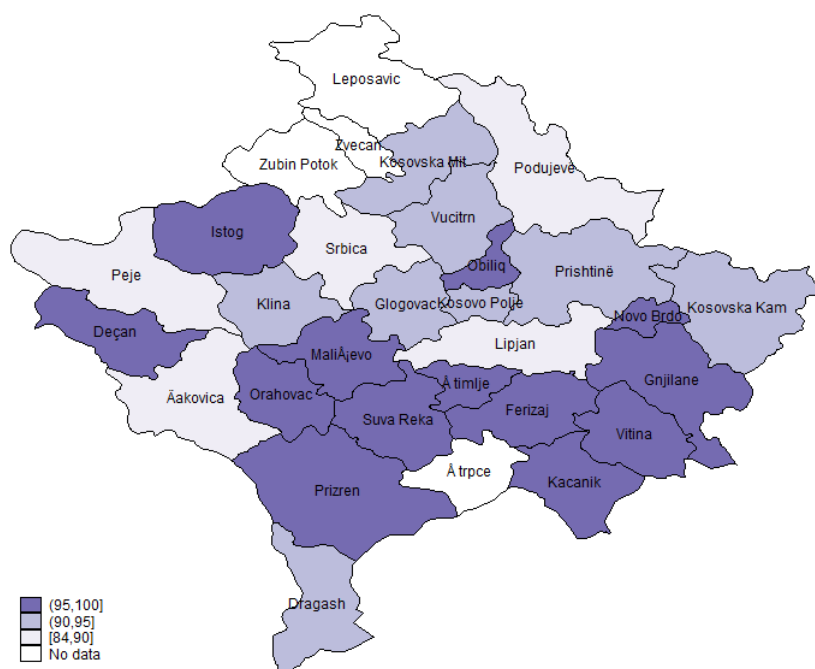 Leposavic
Zvecan
Zubin Potok
Kosovska Mit
Podujevë
Istog
Vucitrn
Srbica
Peje
Obiliq
Prishtinë
Klina
Glogovac
Kosovo Polje
Kosovska Kam
Deçan
Novo Brdo
MaliÅjevo
Lipjan
Äakovica
Orahovac
Å timlje
Gnjilane
Suva Reka
Ferizaj
Vitina
Å trpce
Prizren
Kacanik
Dragash
(95,100]
(90,95]
[84,90]
No data